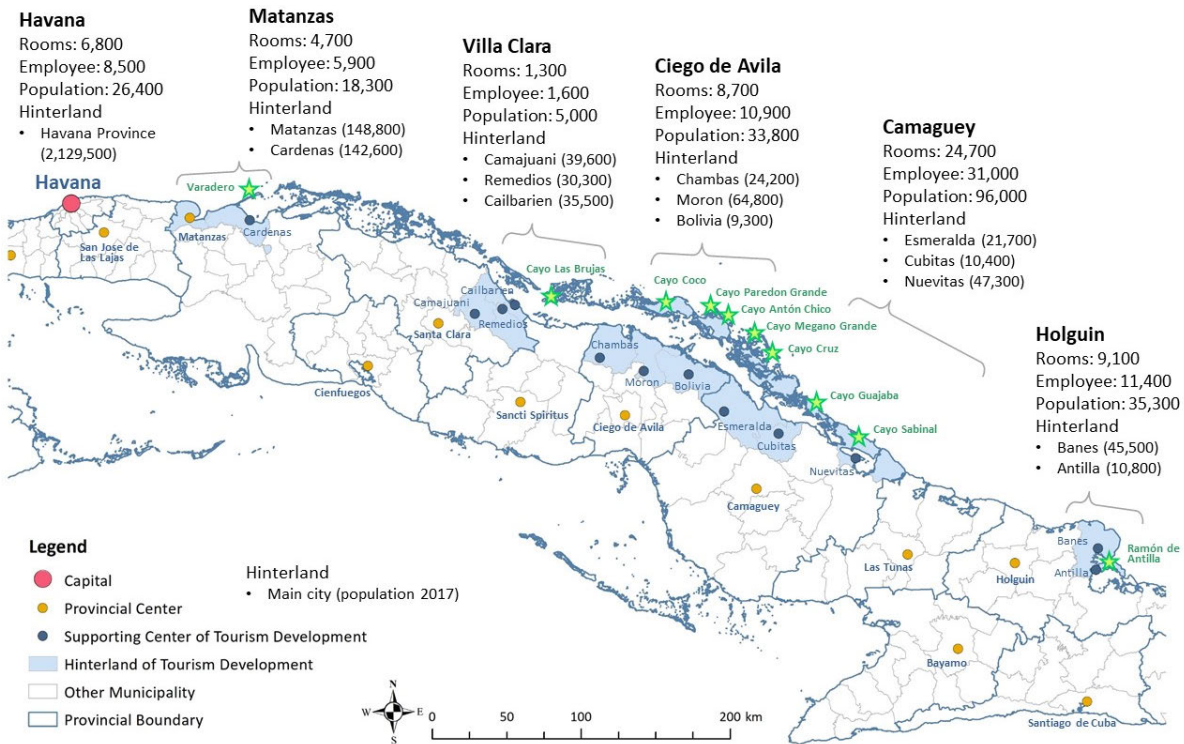 Havana
Rooms: 6,800
Employee: 8,500
Population: 26,400
Hinterland
• Havana Province
(2,129,500)
Matanzas
Rooms: 4,700
Employee: 5,900
Population: 18,300
Hinterland
• Matanzas (148,800)
• Cardenas (142,600)
Villa Clara
Rooms: 1,300
Employee: 1,600
Population: 5,000
Hinterland
• Camajuani (39,600)
• Remedios (30,300)
• Cailbarien (35,500)
Ciego de Avila
Rooms: 8,700
Employee: 10,900
Population: 33,800
Hinterland
• Chambas (24,200)
• Moron (64,800)
• Bolivia (9,300)
Camaguey
Rooms: 24,700
Employee: 31,000
Population: 96,000
Hinterland
• Esmeralda (21,700)
• Cubitas (10,400)
• Nuevitas (47,300)
Holguin
Rooms: 9,100
Employee: 11,400
Population: 35,300
Hinterland
• Banes (45,500)
• Antilla (10,800)
Havana
San Jose de
Las Lajas
Varadero
Matanzas
Cardenas
Cayo Las Brujas
Cailbarien
Camajuani
Remedios
Santa Clara
Cienfuegos
Sancti Spiritus
Cayo Coco
Cayo Paredon Grande
Cayo Antón Chico
Cayo Megano Grande
Cayo Cruz
Cayo Guajaba
Cayo Sabinal
Chambas
Moron
Bolivia
Ciego de Avila
Esmeralda
Cubitas
Nuevitas
Camaguey
Las Tunas
Holguin
Banes
Antilla
Ramón de
Antilla
Bayamo
Santiago de Cuba
Legend
Capital
Provincial Center
Supporting Center of Tourism Development
Hinterland of Tourism Development
Other Municipality
Provincial Boundary
Hinterland
• Main city (population 2017)
N
W
E
S
0 50 100 200 km